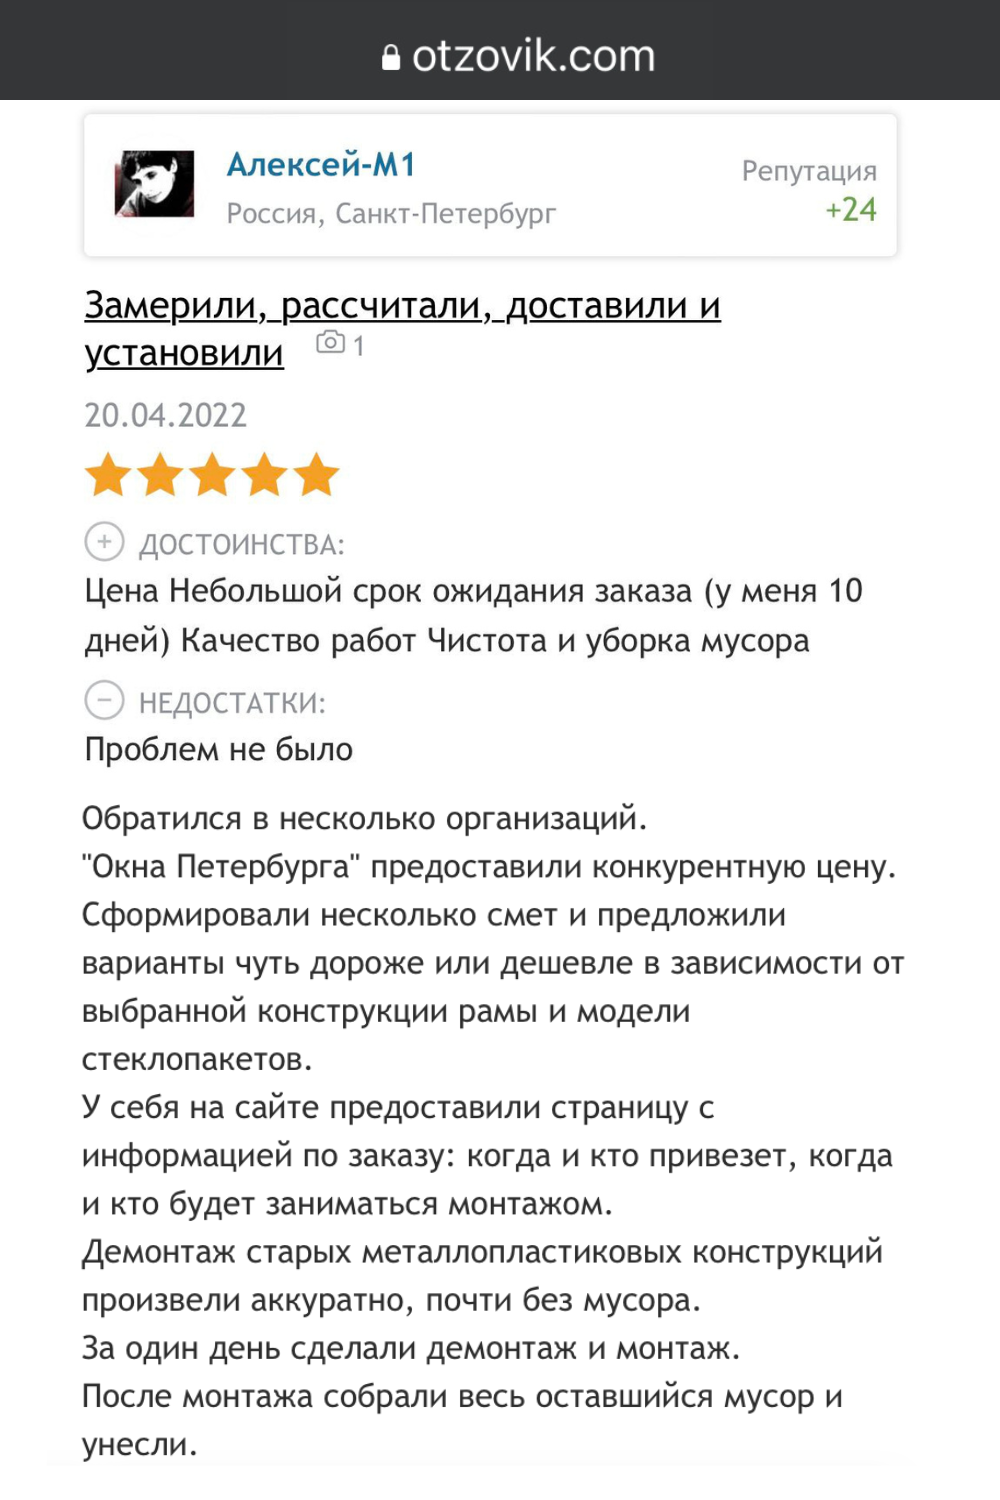 otzovik.com
Алексей-М1
Россия, Санкт-Петербург
Репутация
+24
Замерили, рассчитали, доставили и
установили 1
20.04.2022
ДОСТОИНСТВА:
Цена Небольшой срок ожидания заказа (у меня 10
дней) Качество работ Чистота и уборка мусора
НЕДОСТАТКИ:
Проблем не было
Обратился в несколько организаций.
"Окна Петербурга" предоставили конкурентную цену.
Сформировали несколько смет и предложили
варианты чуть дороже или дешевле в зависимости от
выбранной конструкции рамы и модели
стеклопакетов.
У себя на сайте предоставили страницу с
информацией по заказу: когда и кто привезет, когда
и кто будет заниматься монтажом.
Демонтаж старых металлопластиковых конструкций
произвели аккуратно, почти без мусора.
За один день сделали демонтаж и монтаж.
После монтажа собрали весь оставшийся мусор и
унесли.